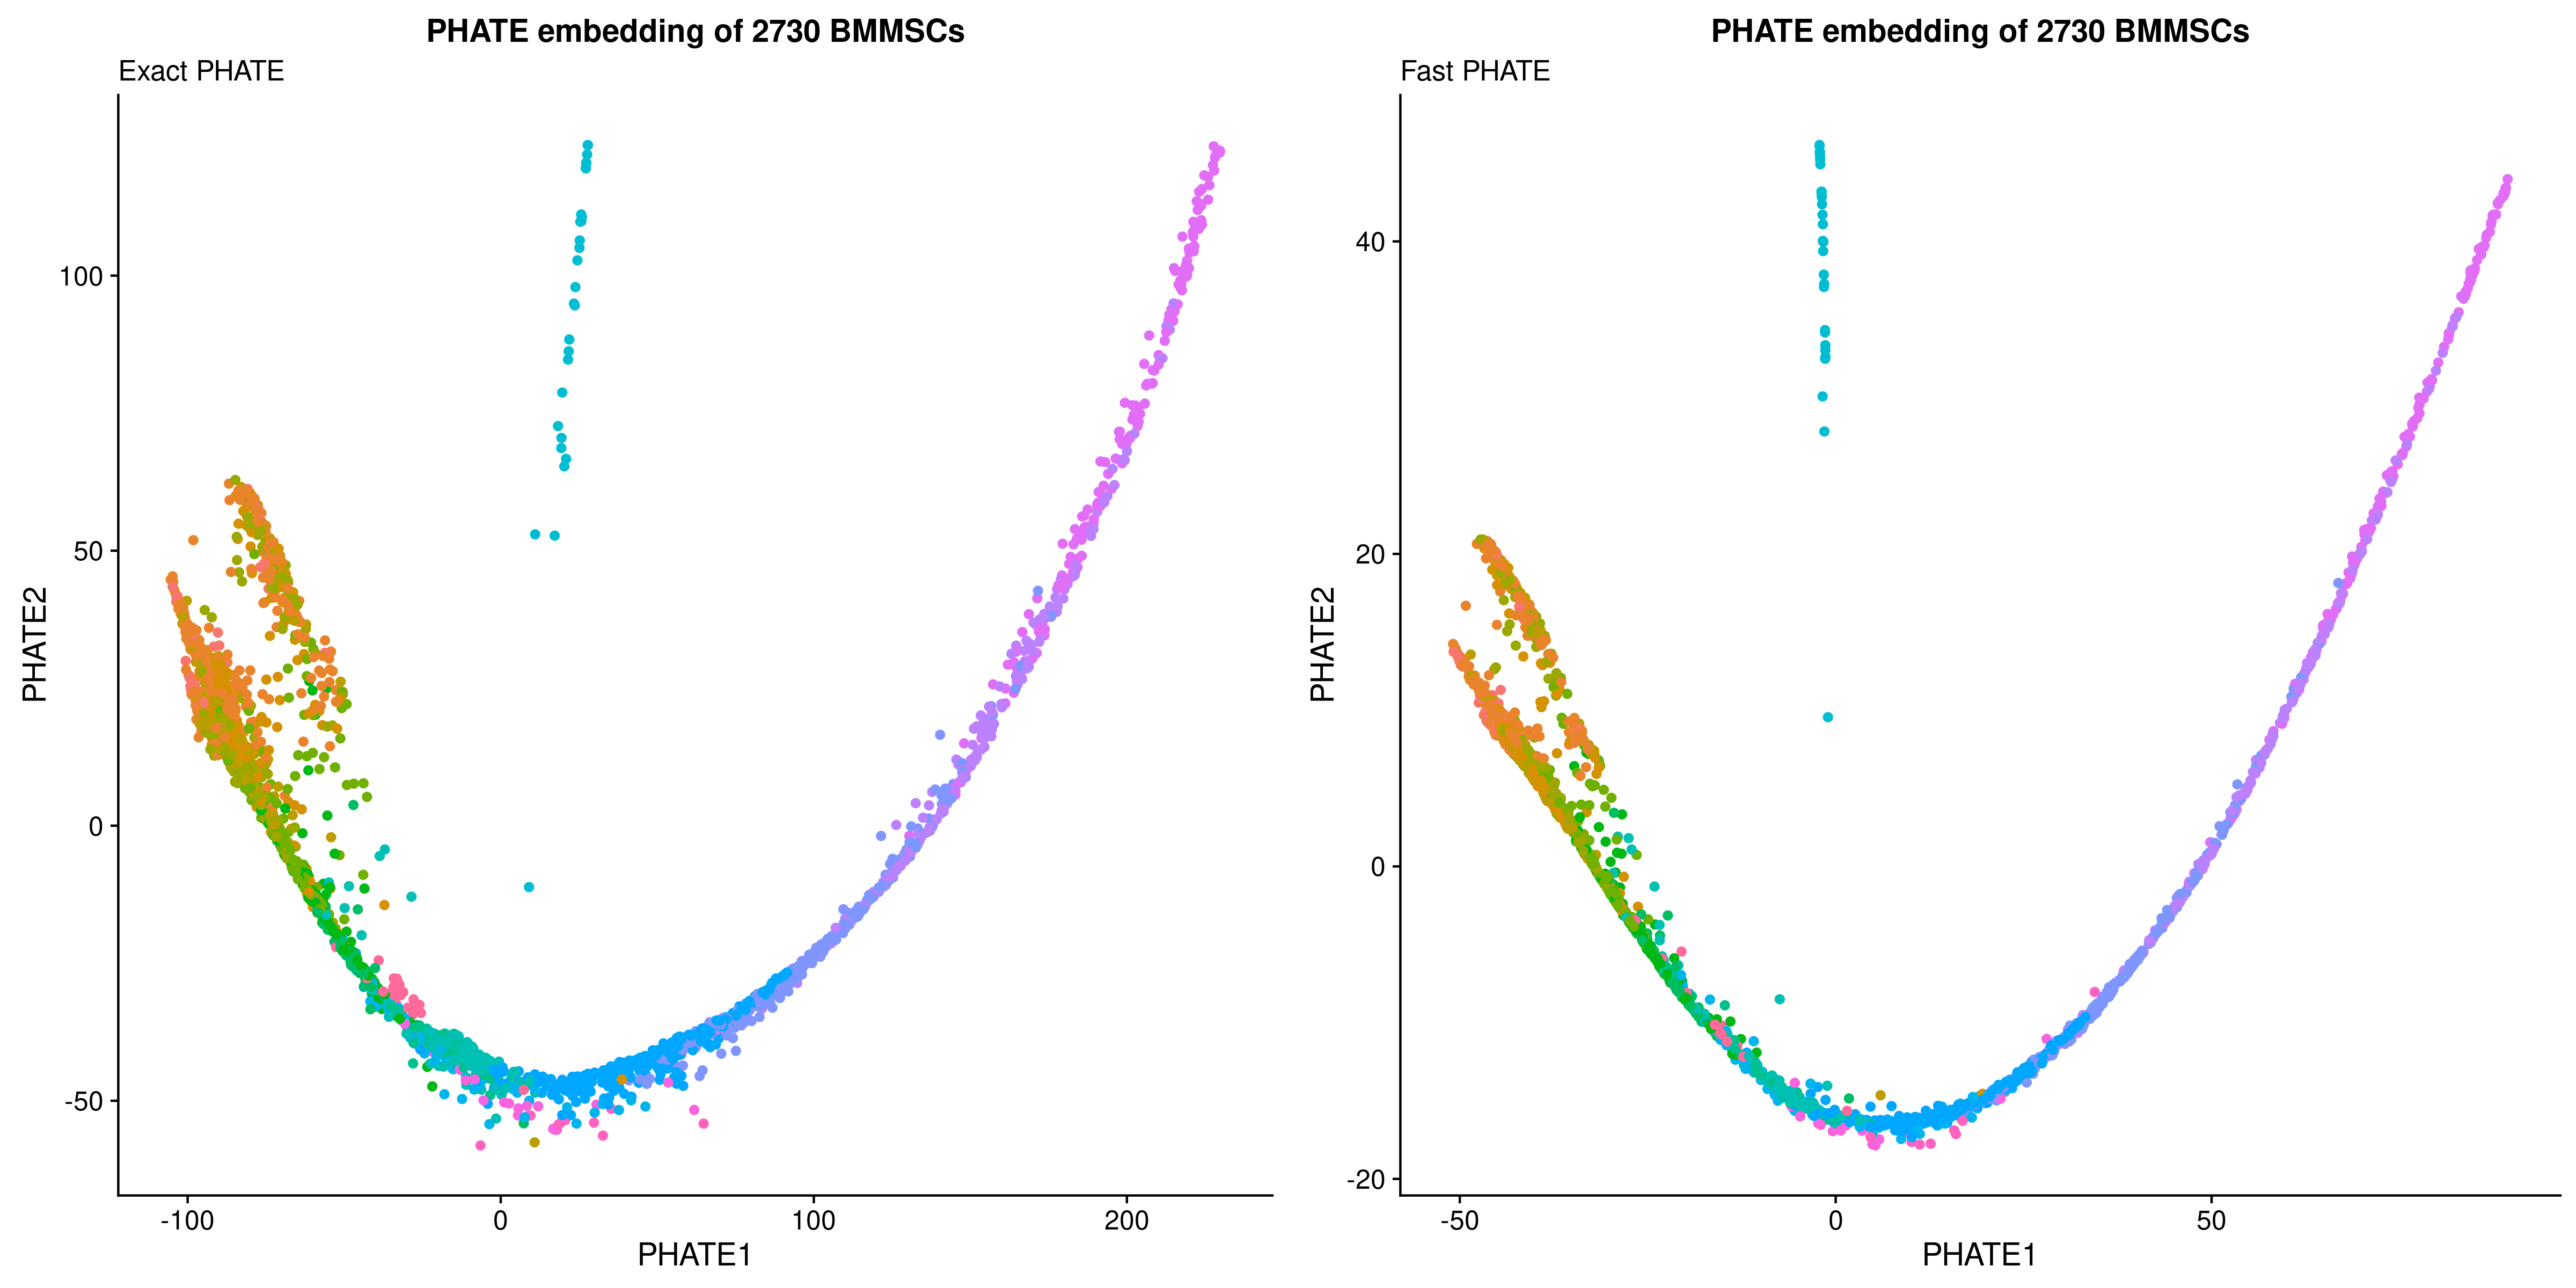 PHATE embedding of 2730 BMMSCs
Exact PHATE
100
50
0
-50
PHATE2
-100
0
100
200
PHATE1
PHATE embedding of 2730 BMMSCs
Fast PHATE
40
20
0
-20
PHATE2
-50
0
50
PHATE1